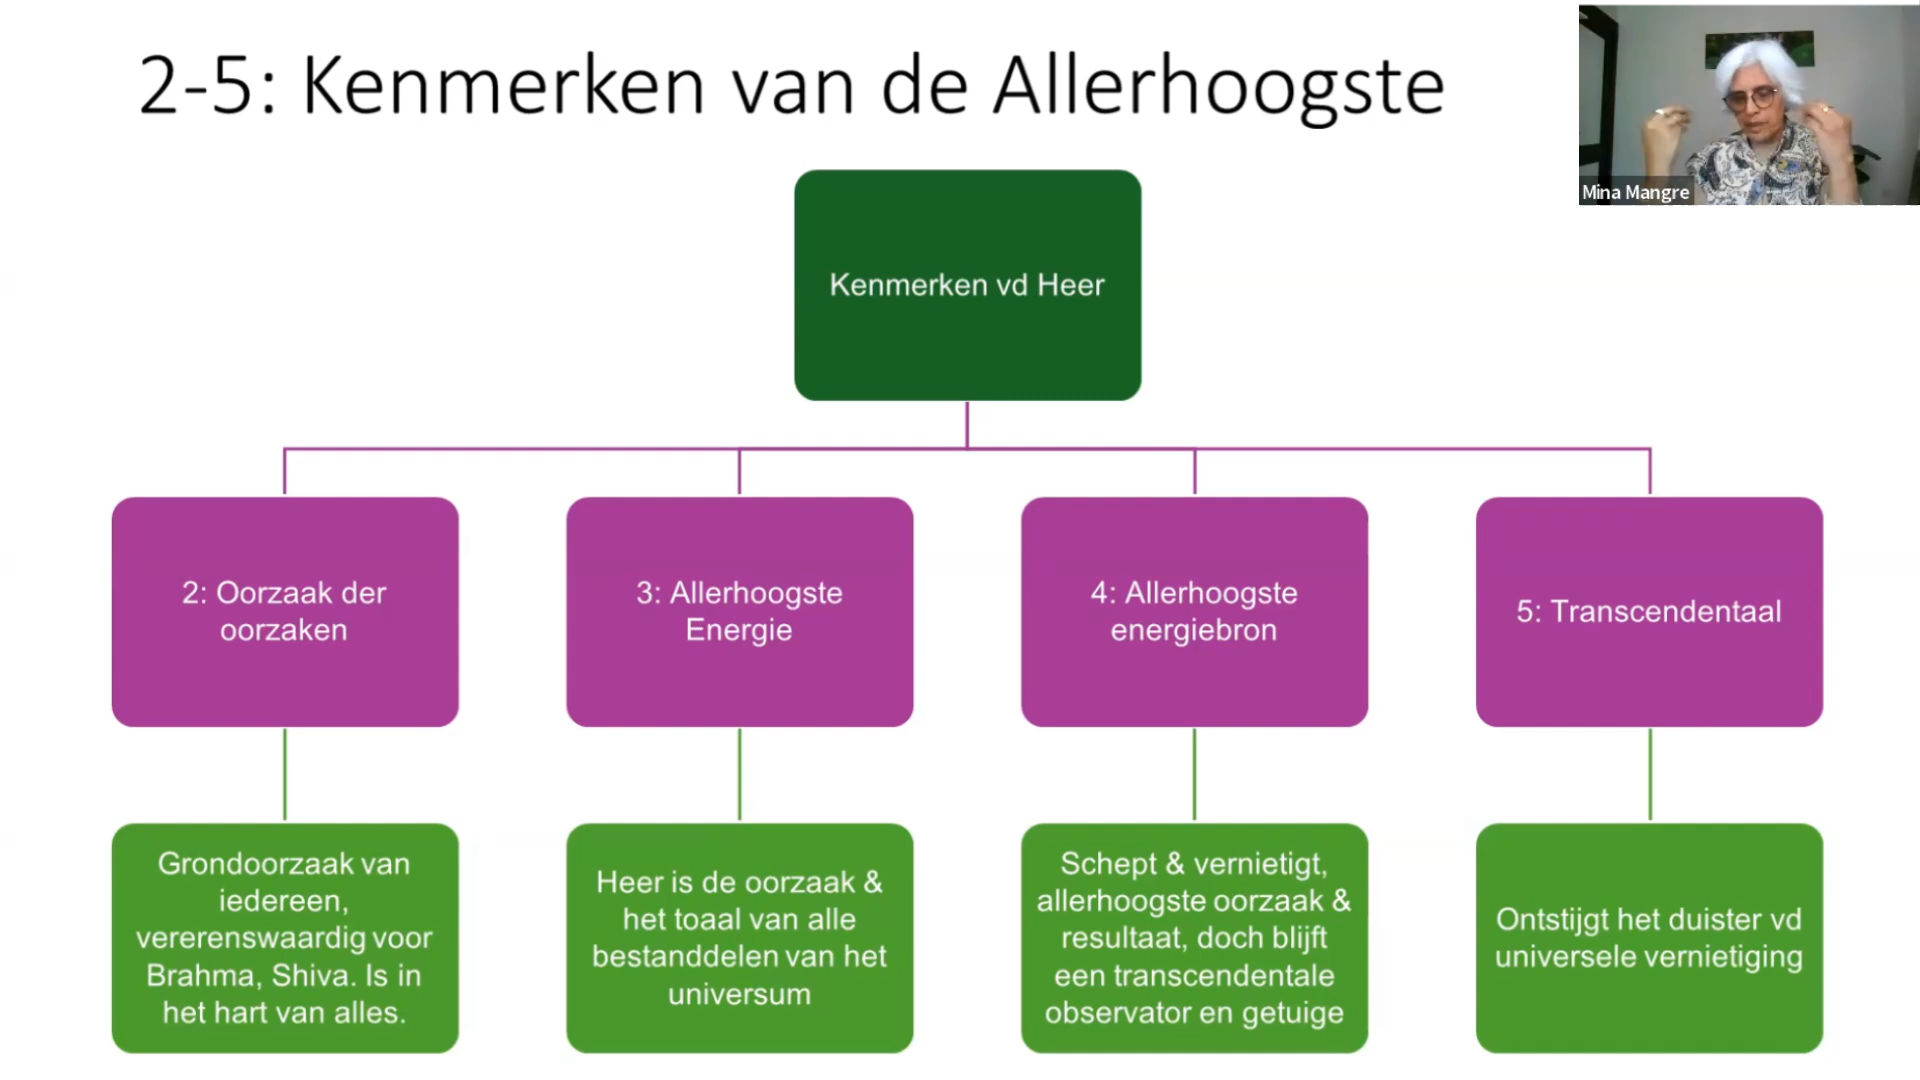 2-5: Kenmerken van de Allerhoogste
Mina Mangre
Kenmerken vd Heer
2: Oorzaak der
oorzaken
3: Allerhoogste
Energie
4: Allerhoogste
energiebron
5: Transcendentaal
Grondoorzaak van
iedereen,
vererenswaardig voor
Brahma, Shiva. Is in
het hart van alles.
Heer is de oorzaak &
het toaal van alle
bestanddelen van het
universum
Schept & vernietigt,
allerhoogste oorzaak &
resultaat, doch blijft
een transcendentale
observator en getuige
Ontstijgt het duister vd
universele vernietiging